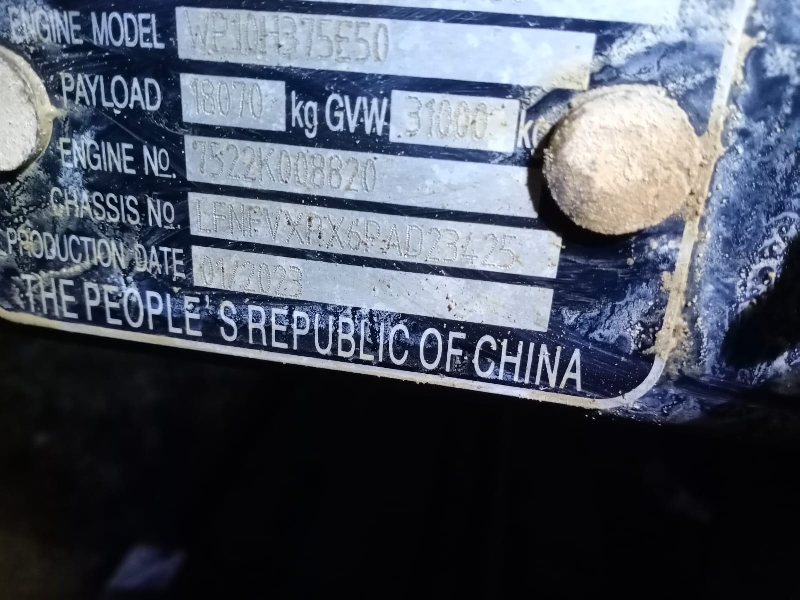 ENGINE MODEL WP10H375E50
PAYLOAD 18070 kg GVW 31000 kg
ENGINE No. 7522K008820
CHASSIS No
PRODUCTION DATE 01/2023
THE PEOPLE'S REPUBLIC OF CHINA